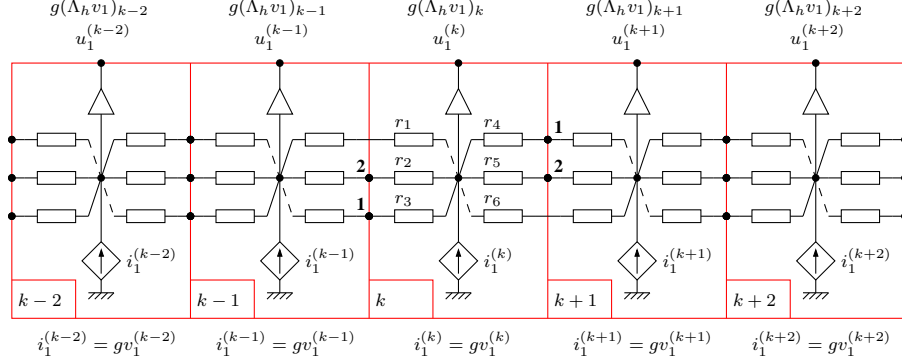 g(Λ_h v_1)_{k−2} g(Λ_h v_1)_{k−1} g(Λ_h v_1)_k g(Λ_h v_1)_{k+1} g(Λ_h v_1)_{k+2}
u_1^{(k−2)} u_1^{(k−1)} u_1^{(k)} u_1^{(k+1)} u_1^{(k+2)}
r_1 r_4 1
2 r_2 r_5 2
1 r_3 r_6
i_1^{(k−2)} i_1^{(k−1)} i_1^{(k)} i_1^{(k+1)} i_1^{(k+2)}
k − 2 k − 1 k k + 1 k + 2
i_1^{(k−2)} = gv_1^{(k−2)} i_1^{(k−1)} = gv_1^{(k−1)} i_1^{(k)} = gv_1^{(k)} i_1^{(k+1)} = gv_1^{(k+1)} i_1^{(k+2)} = gv_1^{(k+2)}